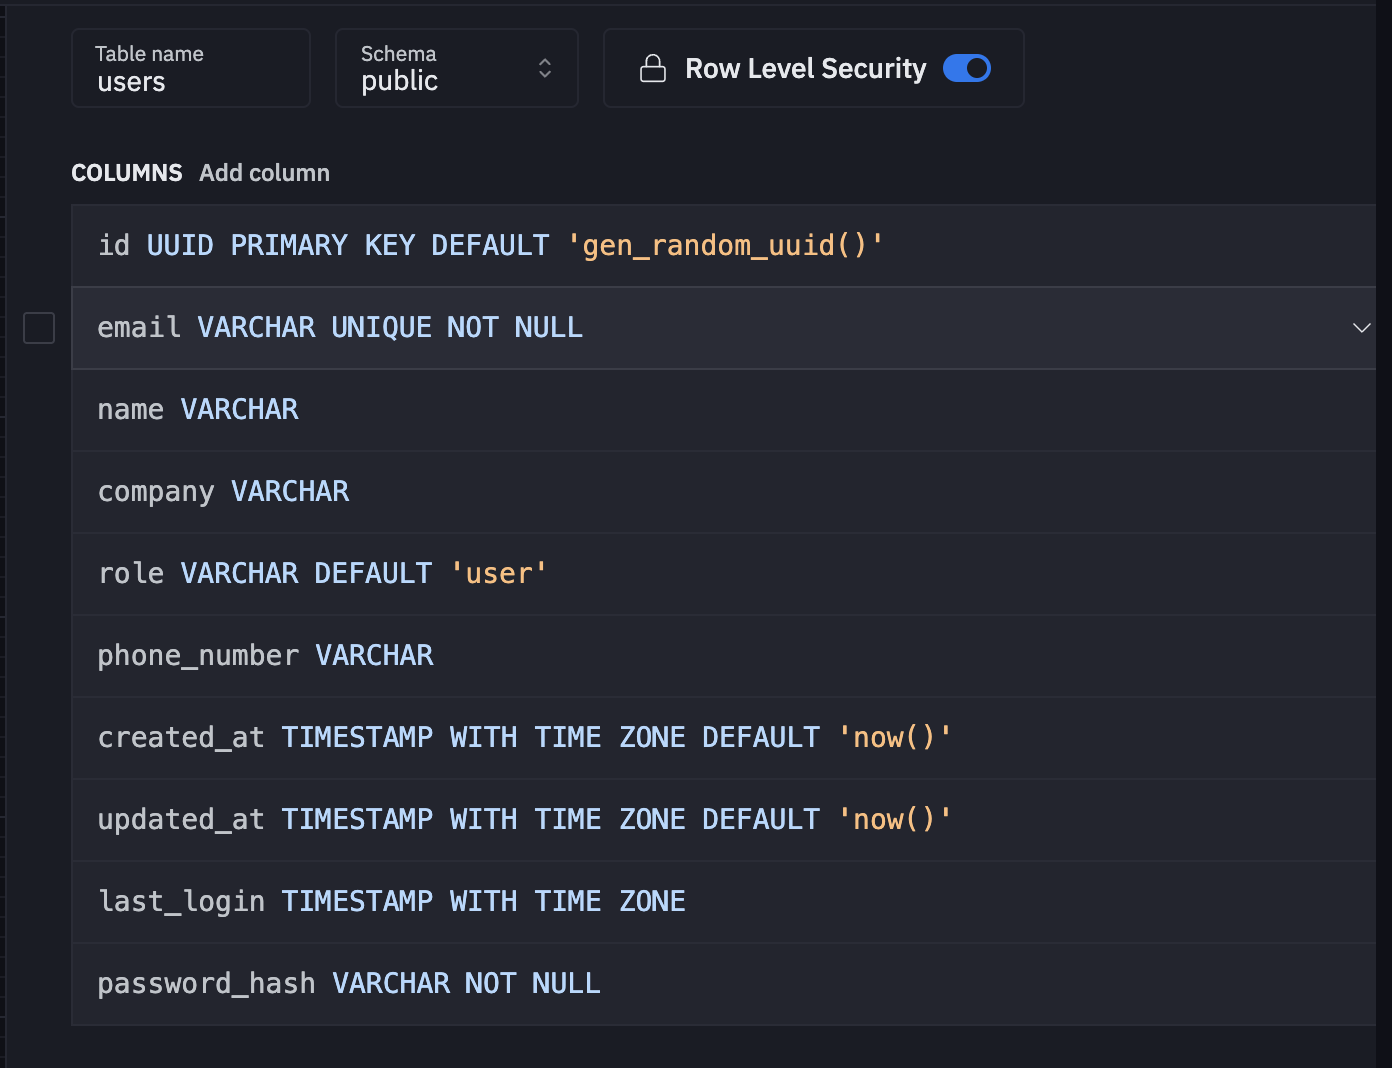 Table name
users
Schema
public
Row Level Security
COLUMNS Add column
id UUID PRIMARY KEY DEFAULT 'gen_random_uuid()'
email VARCHAR UNIQUE NOT NULL
name VARCHAR
company VARCHAR
role VARCHAR DEFAULT 'user'
phone_number VARCHAR
created_at TIMESTAMP WITH TIME ZONE DEFAULT 'now()'
updated_at TIMESTAMP WITH TIME ZONE DEFAULT 'now()'
last_login TIMESTAMP WITH TIME ZONE
password_hash VARCHAR NOT NULL